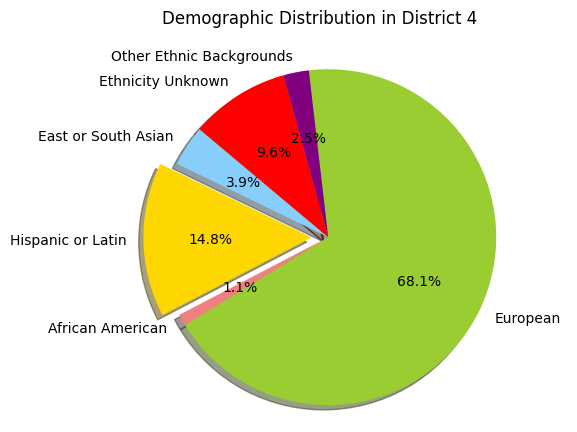 Demographic Distribution in District 4
Other Ethnic Backgrounds
Ethnicity Unknown
East or South Asian
Hispanic or Latin
African American
European
2.5%
9.6%
3.9%
14.8%
1.1%
68.1%